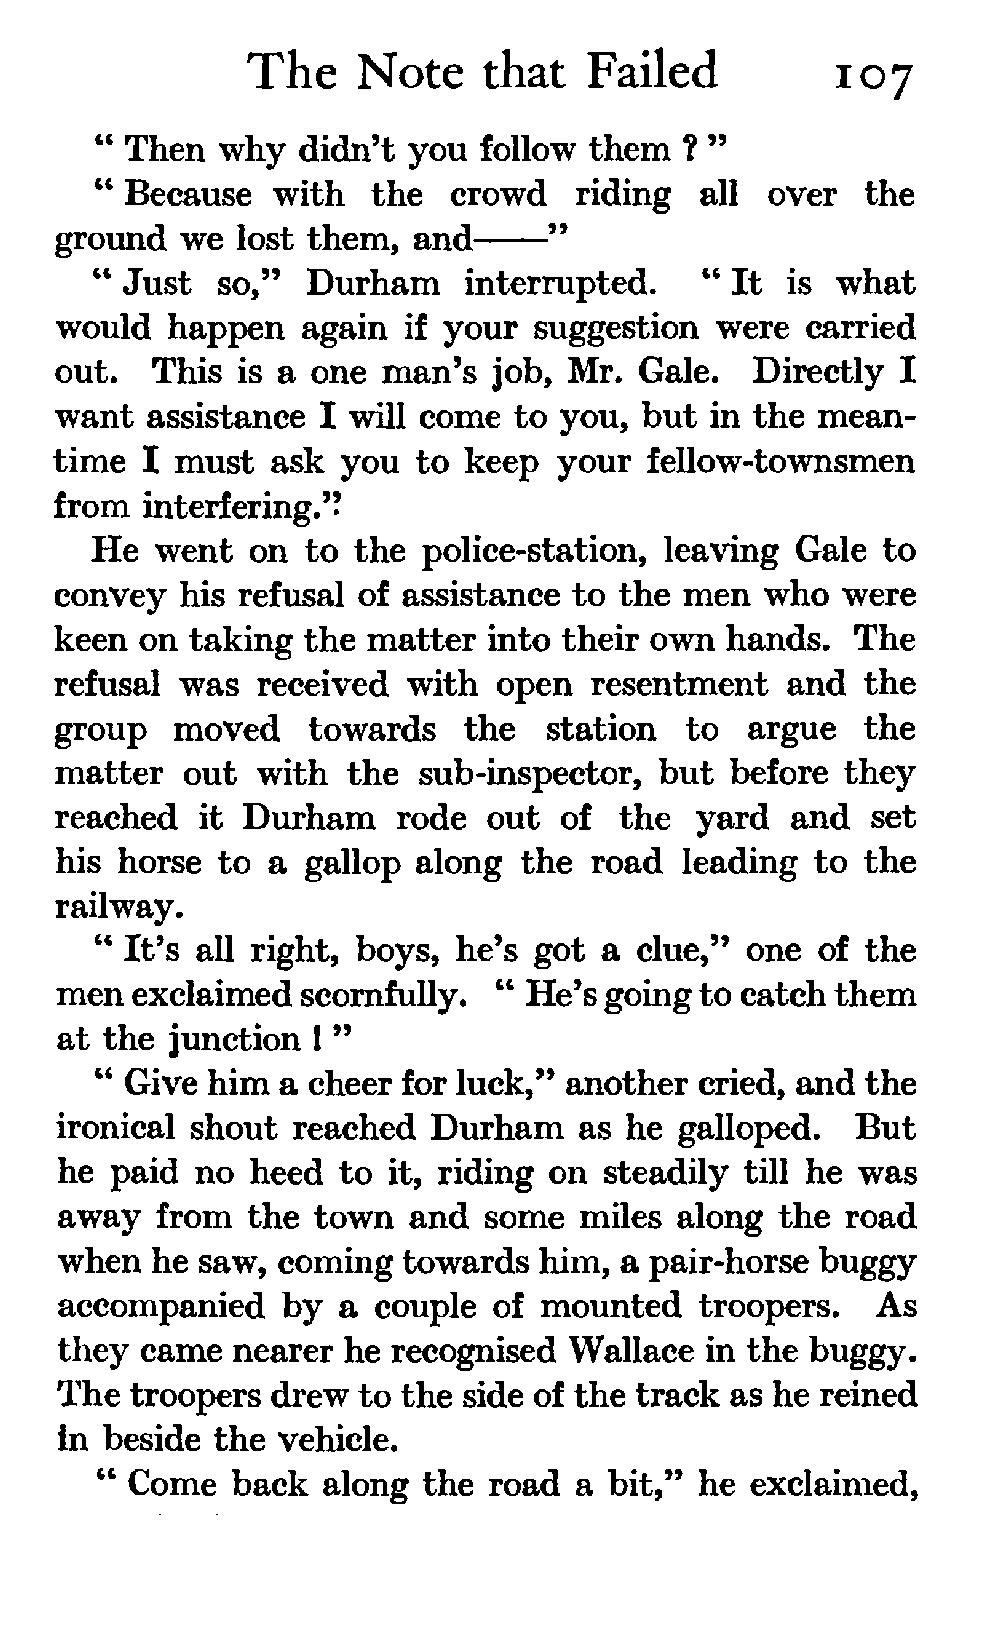 The Note that Failed 107
“ Then why didn’t you follow them ? ”
“ Because with the crowd riding all over the
ground we lost them, and——”
“ Just so,” Durham interrupted. “ It is what
would happen again if your suggestion were carried
out. This is a one man’s job, Mr. Gale. Directly I
want assistance I will come to you, but in the mean-
time I must ask you to keep your fellow-townsmen
from interfering.”
He went on to the police-station, leaving Gale to
convey his refusal of assistance to the men who were
keen on taking the matter into their own hands. The
refusal was received with open resentment and the
group moved towards the station to argue the
matter out with the sub-inspector, but before they
reached it Durham rode out of the yard and set
his horse to a gallop along the road leading to the
railway.
“ It’s all right, boys, he’s got a clue,” one of the
men exclaimed scornfully. “ He’s going to catch them
at the junction ! ”
“ Give him a cheer for luck,” another cried, and the
ironical shout reached Durham as he galloped. But
he paid no heed to it, riding on steadily till he was
away from the town and some miles along the road
when he saw, coming towards him, a pair-horse buggy
accompanied by a couple of mounted troopers. As
they came nearer he recognised Wallace in the buggy.
The troopers drew to the side of the track as he reined
in beside the vehicle.
“ Come back along the road a bit,” he exclaimed,